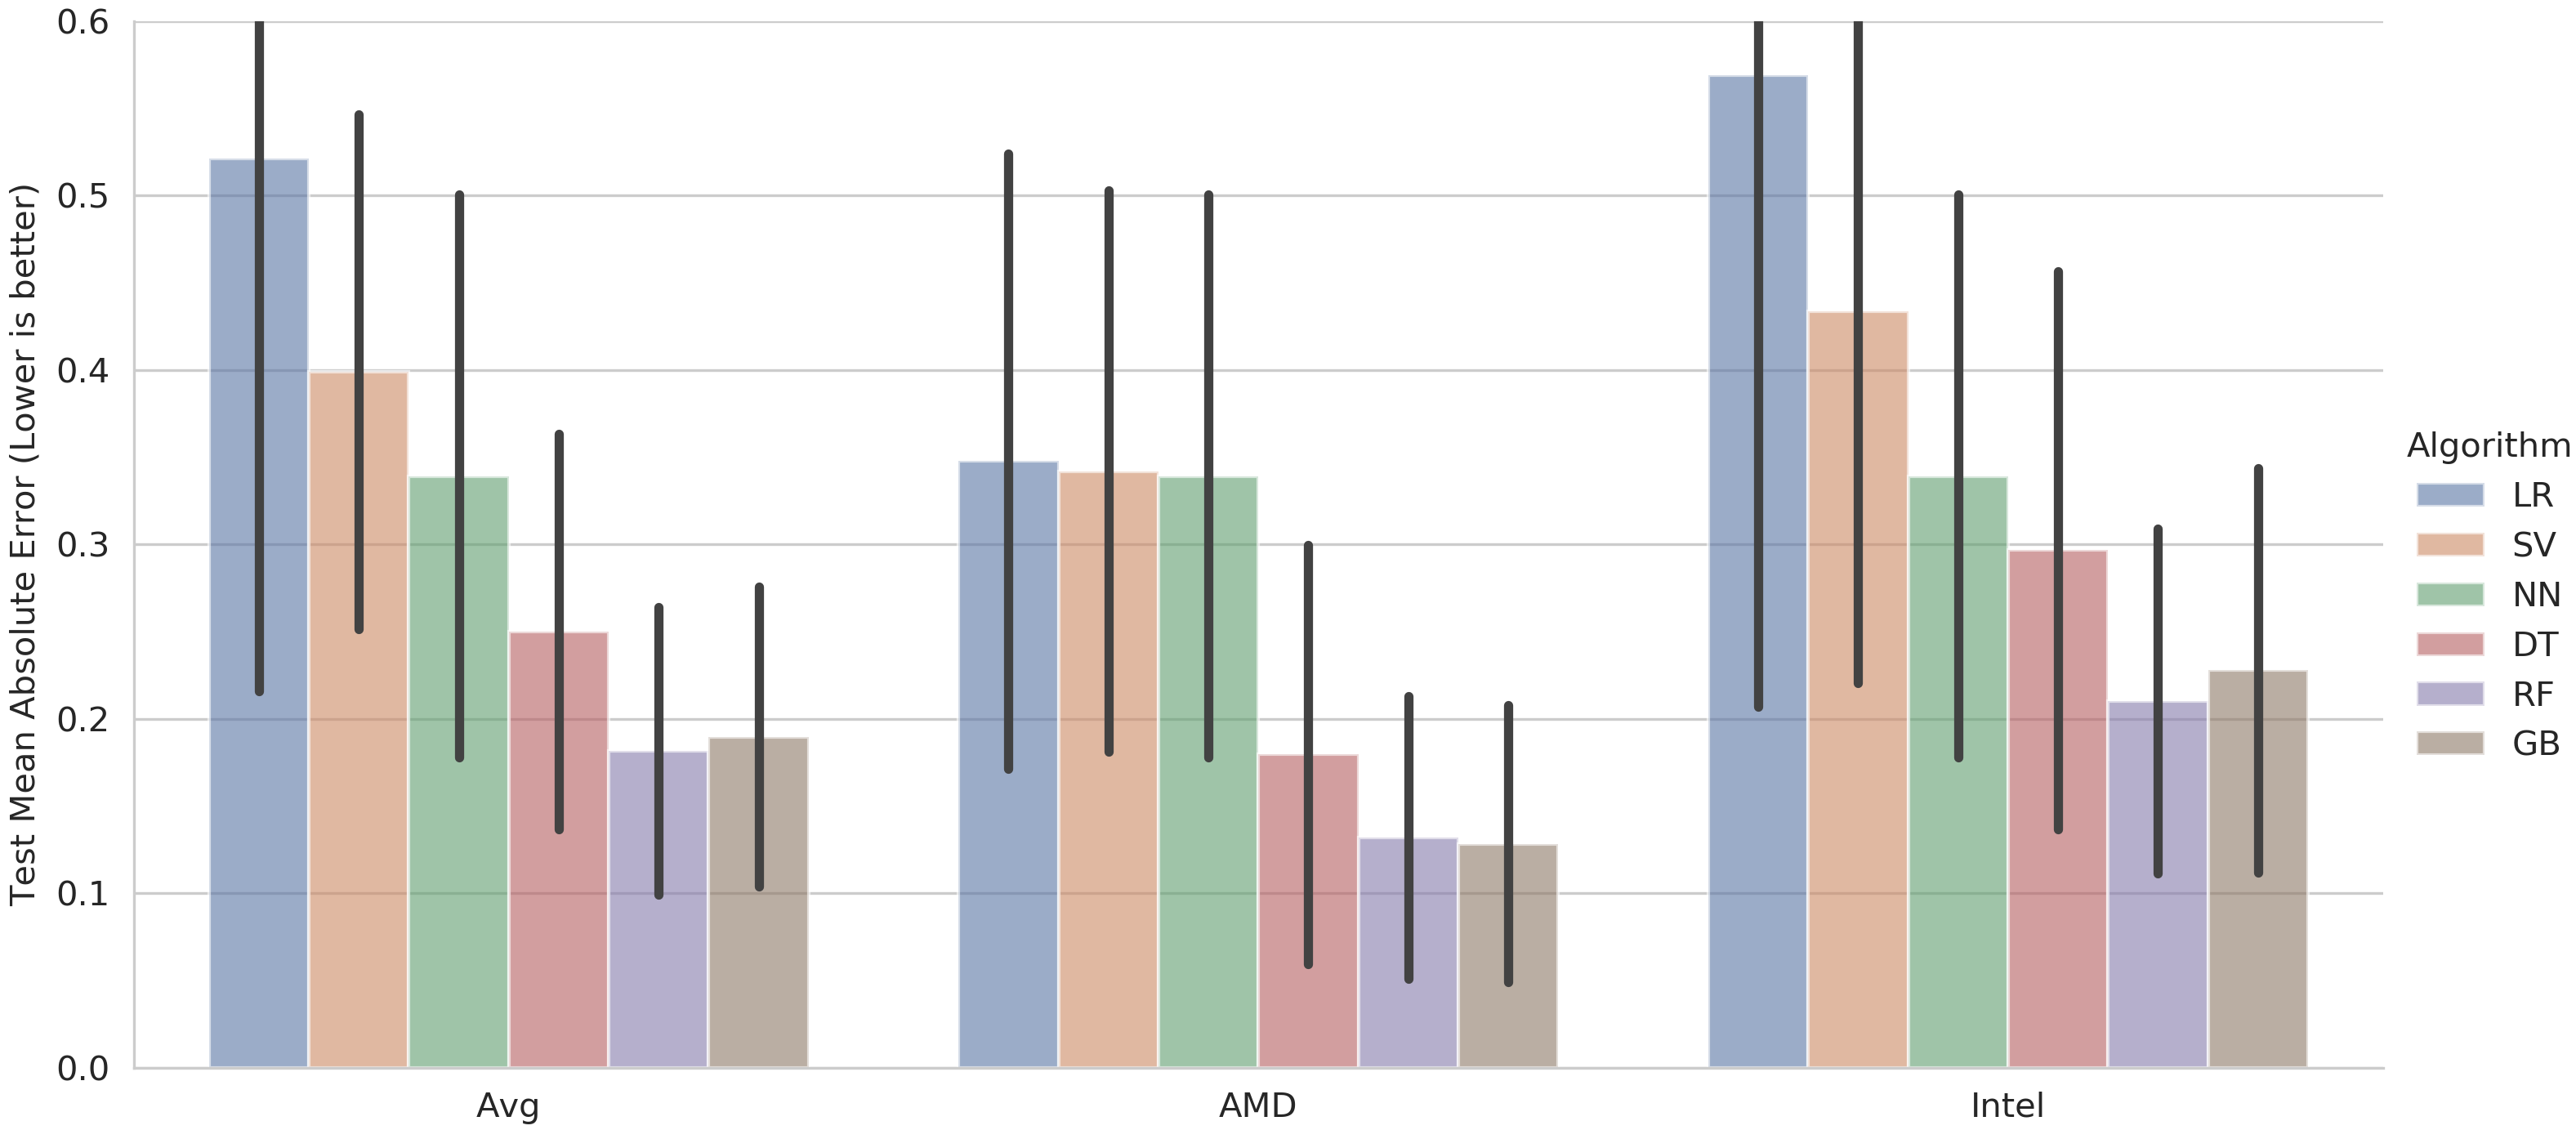 Test Mean Absolute Error (Lower is better)
0.6
0.5
0.4
0.3
0.2
0.1
0.0
Avg
AMD
Intel
Algorithm
LR
SV
NN
DT
RF
GB